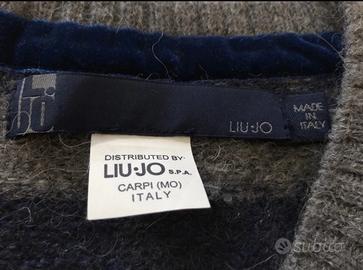 LIU·JO
MADE
IN
ITALY
DISTRIBUTED BY:
LIU·JO S.P.A.
CARPI (MO)
ITALY
subito